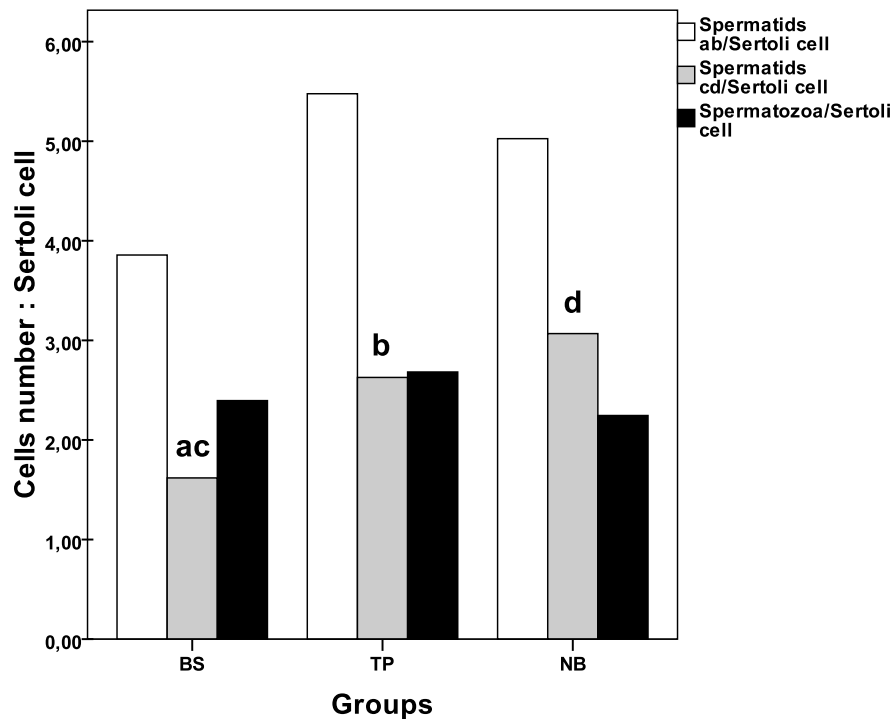 Cells number : Sertoli cell
6,00
5,00
4,00
3,00
2,00
1,00
0,00
ac
b
d
BS
TP
NB
Groups
Spermatids
ab/Sertoli cell
Spermatids
cd/Sertoli cell
Spermatozoa/Sertoli
cell